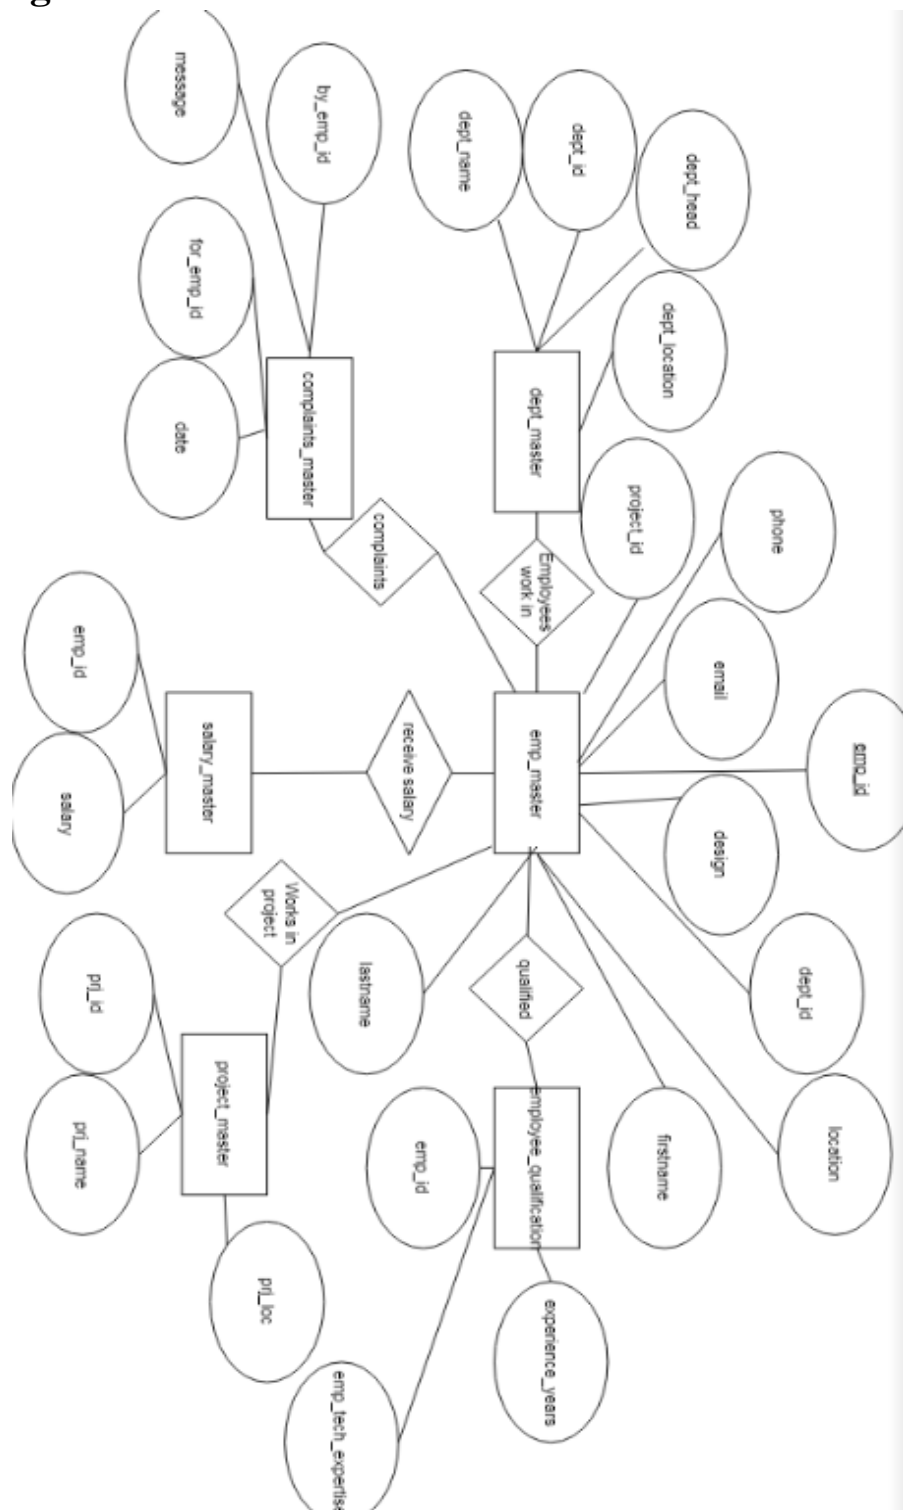 g
message
by_emp_id
dept_name
dept_id
dept_head
for_emp_id
date
dept_location
complaints_master
dept_master
project_id
phone
complaints
Employees
work in
emp_id
salary
salary_master
receive salary
emp_master
email
emp_id
design
Works in
project
lastname
qualified
dept_id
prj_id
prj_name
project_master
emp_id
employee_qualification
firstname
location
prj_loc
experience_years
emp_tech_expertise